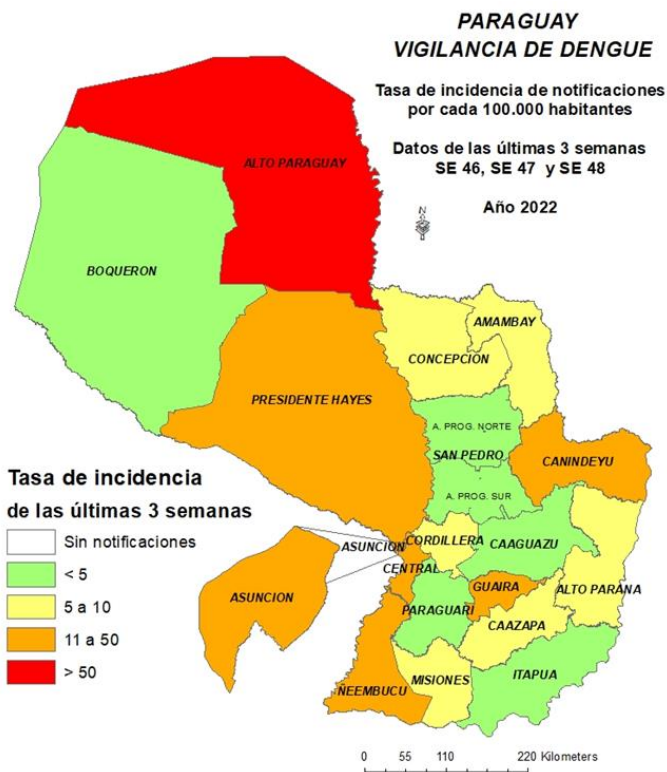 PARAGUAY
VIGILANCIA DE DENGUE
Tasa de incidencia de notificaciones
por cada 100.000 habitantes
Datos de las últimas 3 semanas
SE 46, SE 47 y SE 48
Año 2022
N
ALTO PARAGUAY
BOQUERON
AMAMBAY
CONCEPCIÓN
PRESIDENTE HAYES
A. PROG. NORTE
SAN PEDRO
CANINDEYU
A. PROG. SUR
Tasa de incidencia
de las últimas 3 semanas
Sin notificaciones
< 5
5 a 10
11 a 50
> 50
ASUNCION
CORDILLERA
CAAGUAZU
CENTRAL
ASUNCION
GUAIRA
ALTO PARANA
PARAGUARI
CAAZAPA
MISIONES
ITAPUA
ÑEEMBUCU
0 55 110 220 Kilometers